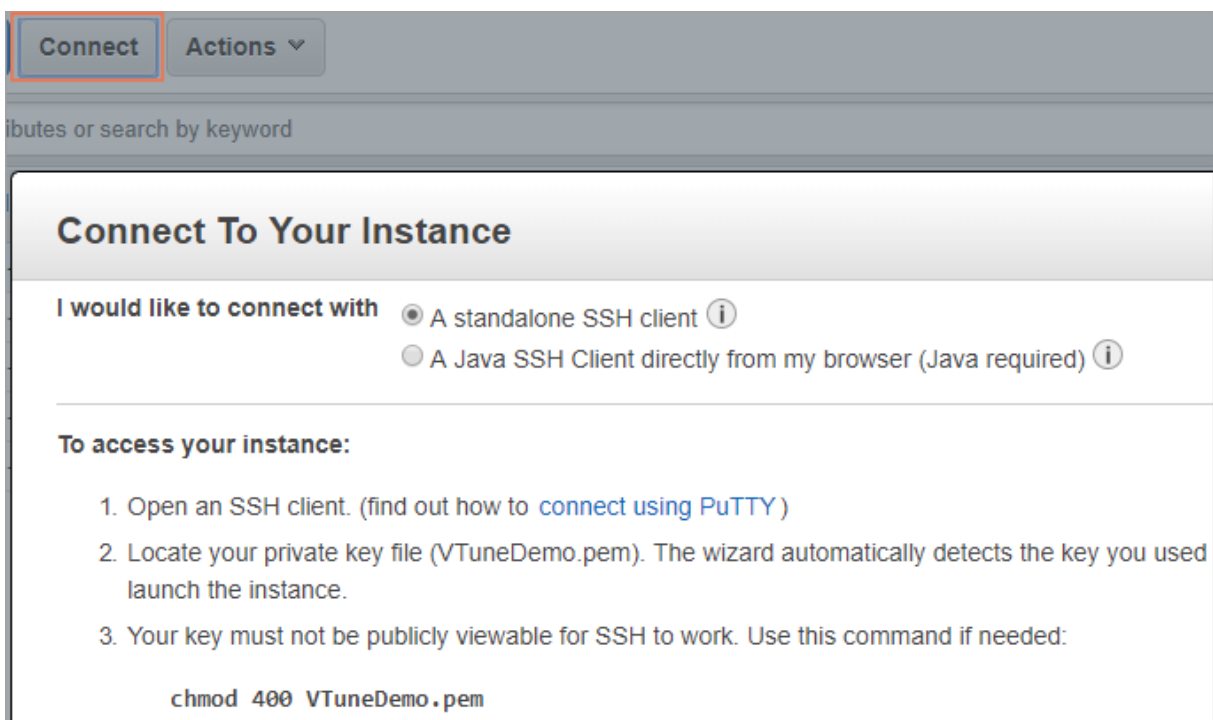 Connect Actions
ibutes or search by keyword
Connect To Your Instance
I would like to connect with A standalone SSH client i
A Java SSH Client directly from my browser (Java required) i
To access your instance:
1. Open an SSH client. (find out how to connect using PuTTY)
2. Locate your private key file (VTuneDemo.pem). The wizard automatically detects the key you used
launch the instance.
3. Your key must not be publicly viewable for SSH to work. Use this command if needed:
chmod 400 VTuneDemo.pem